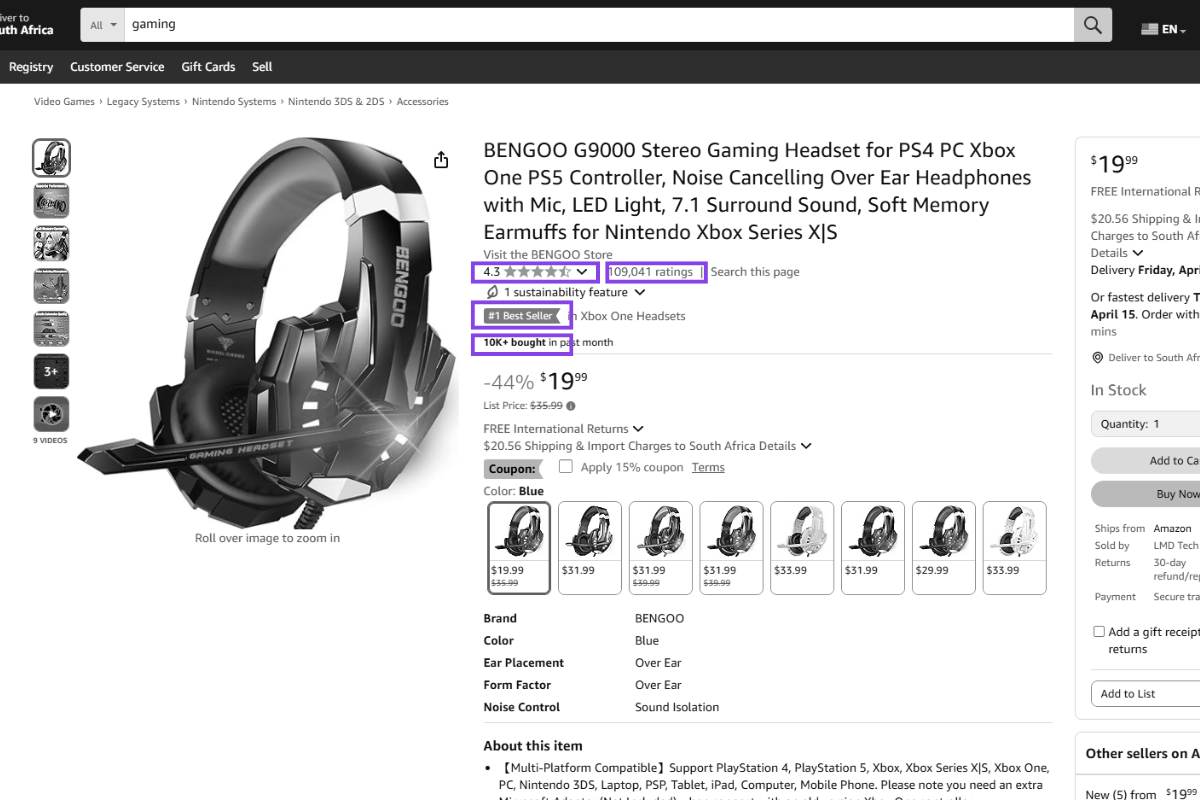 iver to
uth Africa
All
gaming
EN
Registry Customer Service Gift Cards Sell
Video Games › Legacy Systems › Nintendo Systems › Nintendo 3DS & 2DS › Accessories
3+
9 VIDEOS
BENGOO
GAMING HEADSET
Roll over image to zoom in
BENGOO G9000 Stereo Gaming Headset for PS4 PC Xbox
One PS5 Controller, Noise Cancelling Over Ear Headphones
with Mic, LED Light, 7.1 Surround Sound, Soft Memory
Earmuffs for Nintendo Xbox Series X|S
Visit the BENGOO Store
4.3 109,041 ratings | Search this page
1 sustainability feature
#1 Best Seller in Xbox One Headsets
10K+ bought in past month
-44% $19 99
List Price: $35.99
FREE International Returns
$20.56 Shipping & Import Charges to South Africa Details
Coupon: Apply 15% coupon Terms
Color: Blue
$19.99 $31.99 $31.99 $31.99 $33.99 $31.99 $29.99 $33.99
$35.99 $39.99 $39.99
Brand BENGOO
Color Blue
Ear Placement Over Ear
Form Factor Over Ear
Noise Control Sound Isolation
About this item
• 【Multi-Platform Compatible】Support PlayStation 4, PlayStation 5, Xbox, Xbox Series X|S, Xbox One,
PC, Nintendo 3DS, Laptop, PSP, Tablet, iPad, Computer, Mobile Phone. Please note you need an extra
$19 99
FREE International R
$20.56 Shipping & I
Charges to South Af
Details
Delivery Friday, Apri
Or fastest delivery T
April 15. Order with
mins
Deliver to South Afr
In Stock
Quantity: 1
Add to Ca
Buy Now
Ships from Amazon
Sold by LMD Tech
Returns 30-day
refund/re
Payment Secure tra
Add a gift receipt
returns
Add to List
Other sellers on A
New (5) from $19 99